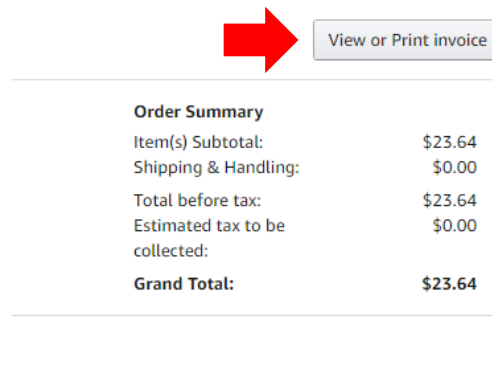 View or Print invoice
Order Summary
Item(s) Subtotal: $23.64
Shipping & Handling: $0.00
Total before tax: $23.64
Estimated tax to be $0.00
collected:
Grand Total: $23.64